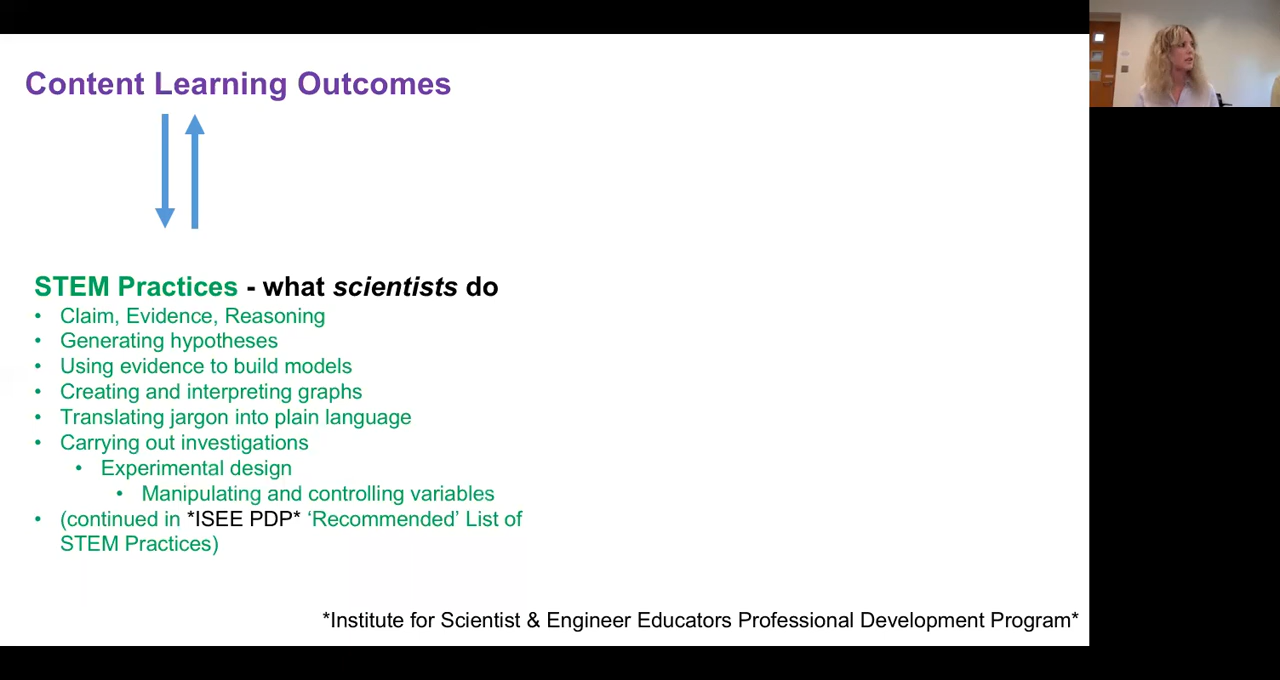 Content Learning Outcomes
STEM Practices - what scientists do
• Claim, Evidence, Reasoning
• Generating hypotheses
• Using evidence to build models
• Creating and interpreting graphs
• Translating jargon into plain language
• Carrying out investigations
• Experimental design
• Manipulating and controlling variables
• (continued in *ISEE PDP* ‘Recommended’ List of
STEM Practices)
*Institute for Scientist & Engineer Educators Professional Development Program*